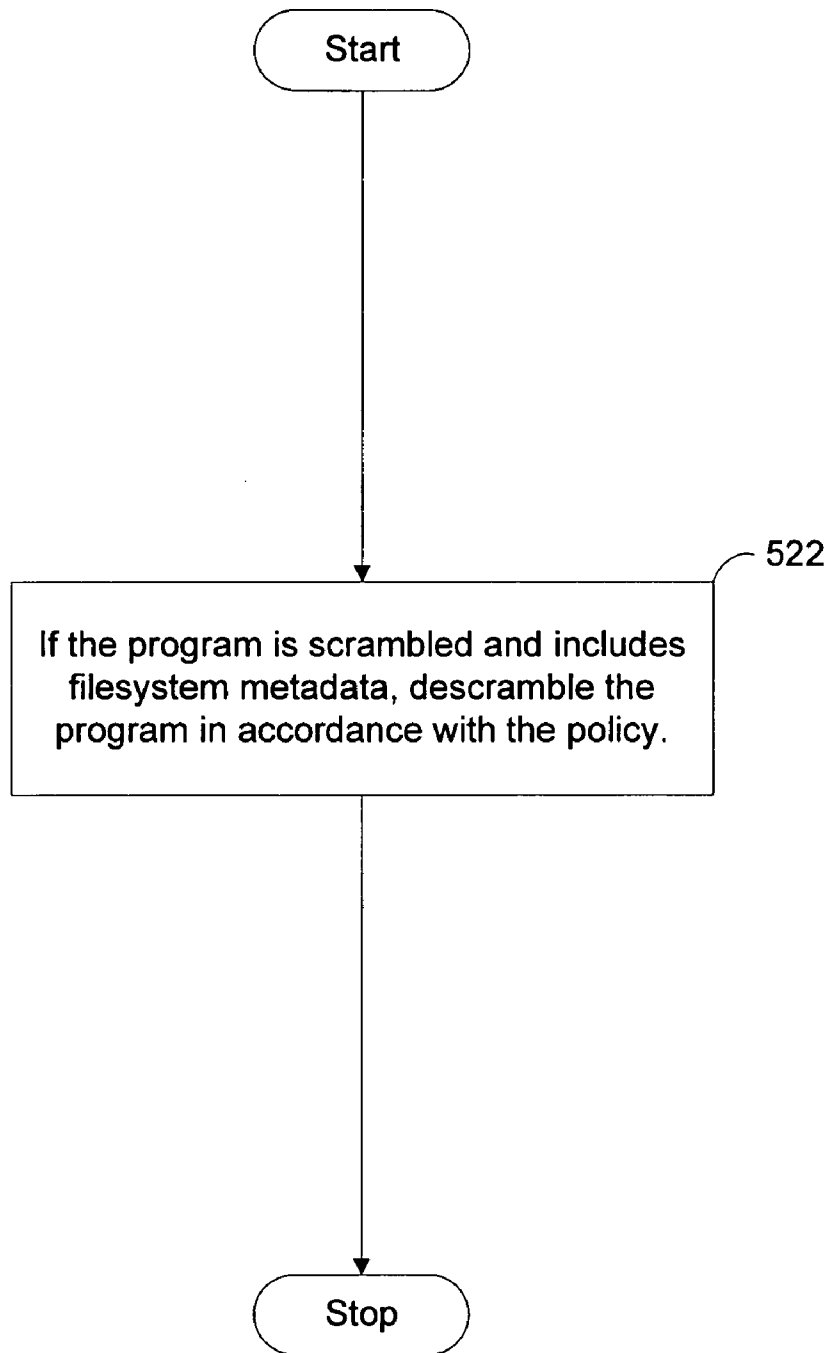 Start
522
If the program is scrambled and includes
filesystem metadata, descramble the
program in accordance with the policy.
Stop